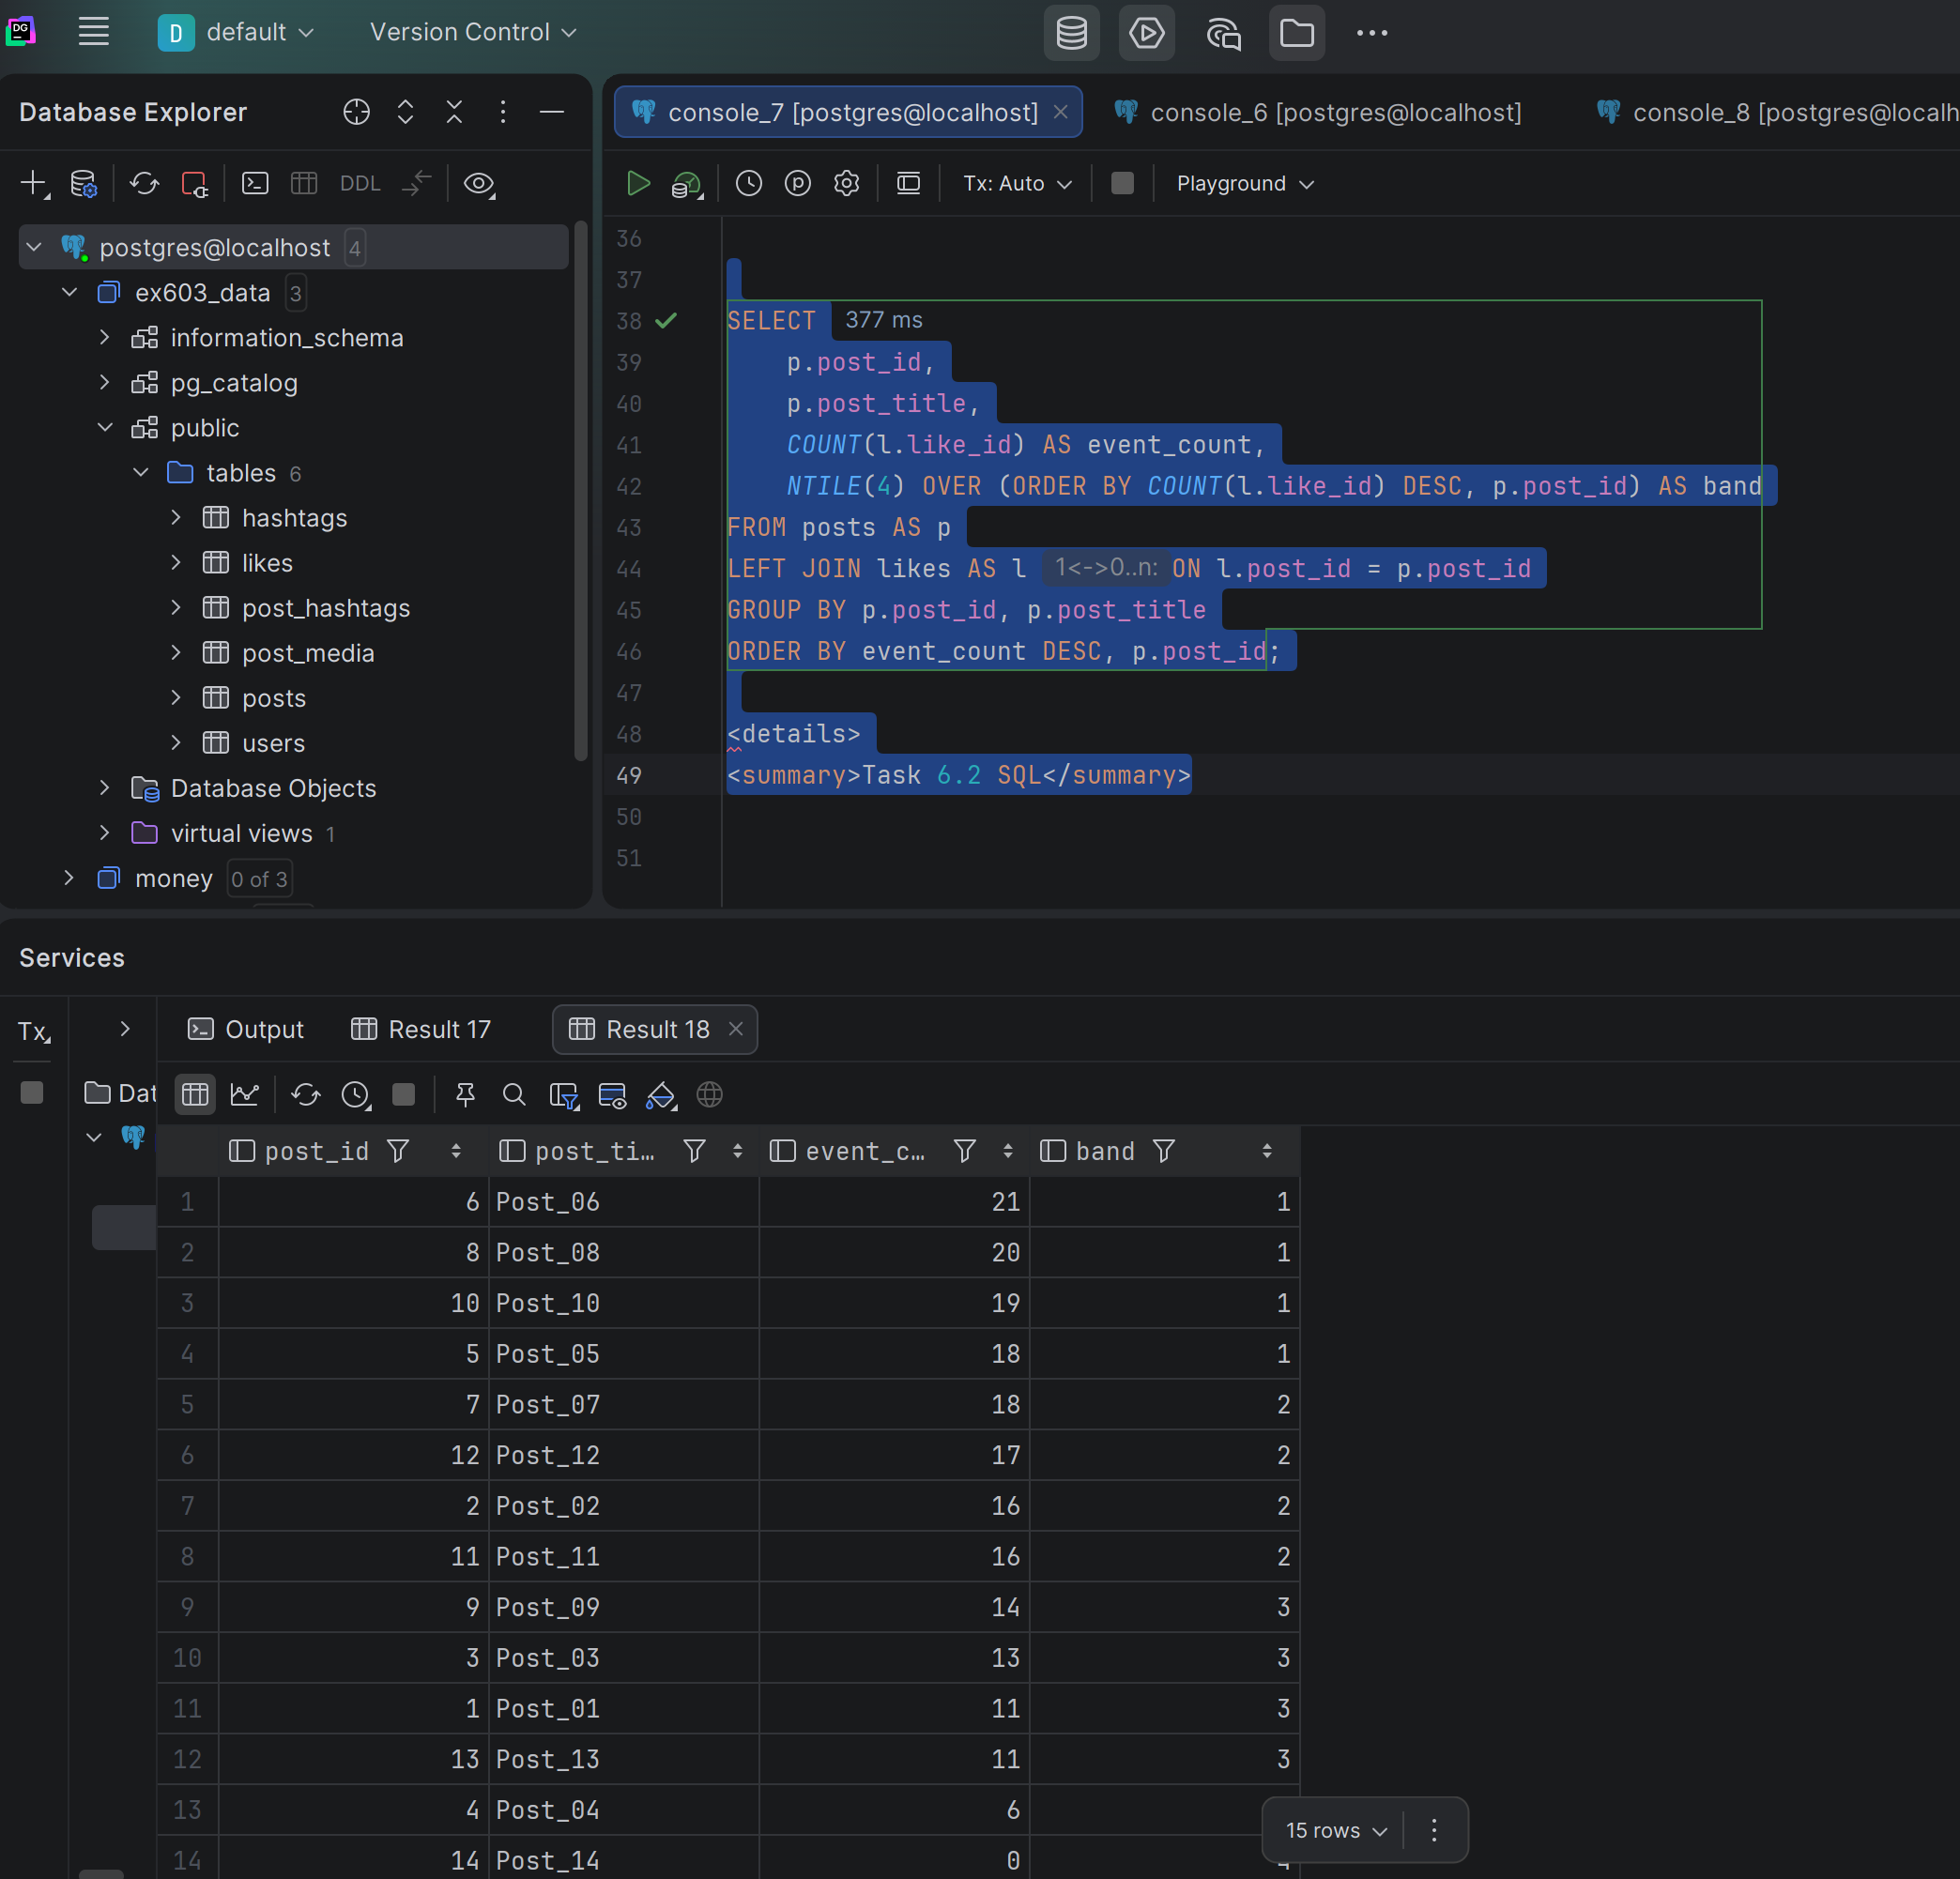 DG D default Version Control
Database Explorer
console_7 [postgres@localhost] console_6 [postgres@localhost] console_8 [postgres@localh
DDL
Tx: Auto Playground
postgres@localhost 4
ex603_data 3
information_schema
pg_catalog
public
tables 6
hashtags
likes
post_hashtags
post_media
posts
users
Database Objects
virtual views 1
money 0 of 3
36
37
38 SELECT 377 ms
39 p.post_id,
40 p.post_title,
41 COUNT(l.like_id) AS event_count,
42 NTILE(4) OVER (ORDER BY COUNT(l.like_id) DESC, p.post_id) AS band
43 FROM posts AS p
44 LEFT JOIN likes AS l 1<->0..n: ON l.post_id = p.post_id
45 GROUP BY p.post_id, p.post_title
46 ORDER BY event_count DESC, p.post_id;
47
48 <details>
49 <summary>Task 6.2 SQL</summary>
50
51
Services
Tx
Output Result 17 Result 18
Dat
post_id post_ti… event_c… band
1 6 Post_06 21 1
2 8 Post_08 20 1
3 10 Post_10 19 1
4 5 Post_05 18 1
5 7 Post_07 18 2
6 12 Post_12 17 2
7 2 Post_02 16 2
8 11 Post_11 16 2
9 9 Post_09 14 3
10 3 Post_03 13 3
11 1 Post_01 11 3
12 13 Post_13 11 3
13 4 Post_04 6
14 14 Post_14 0
15 rows